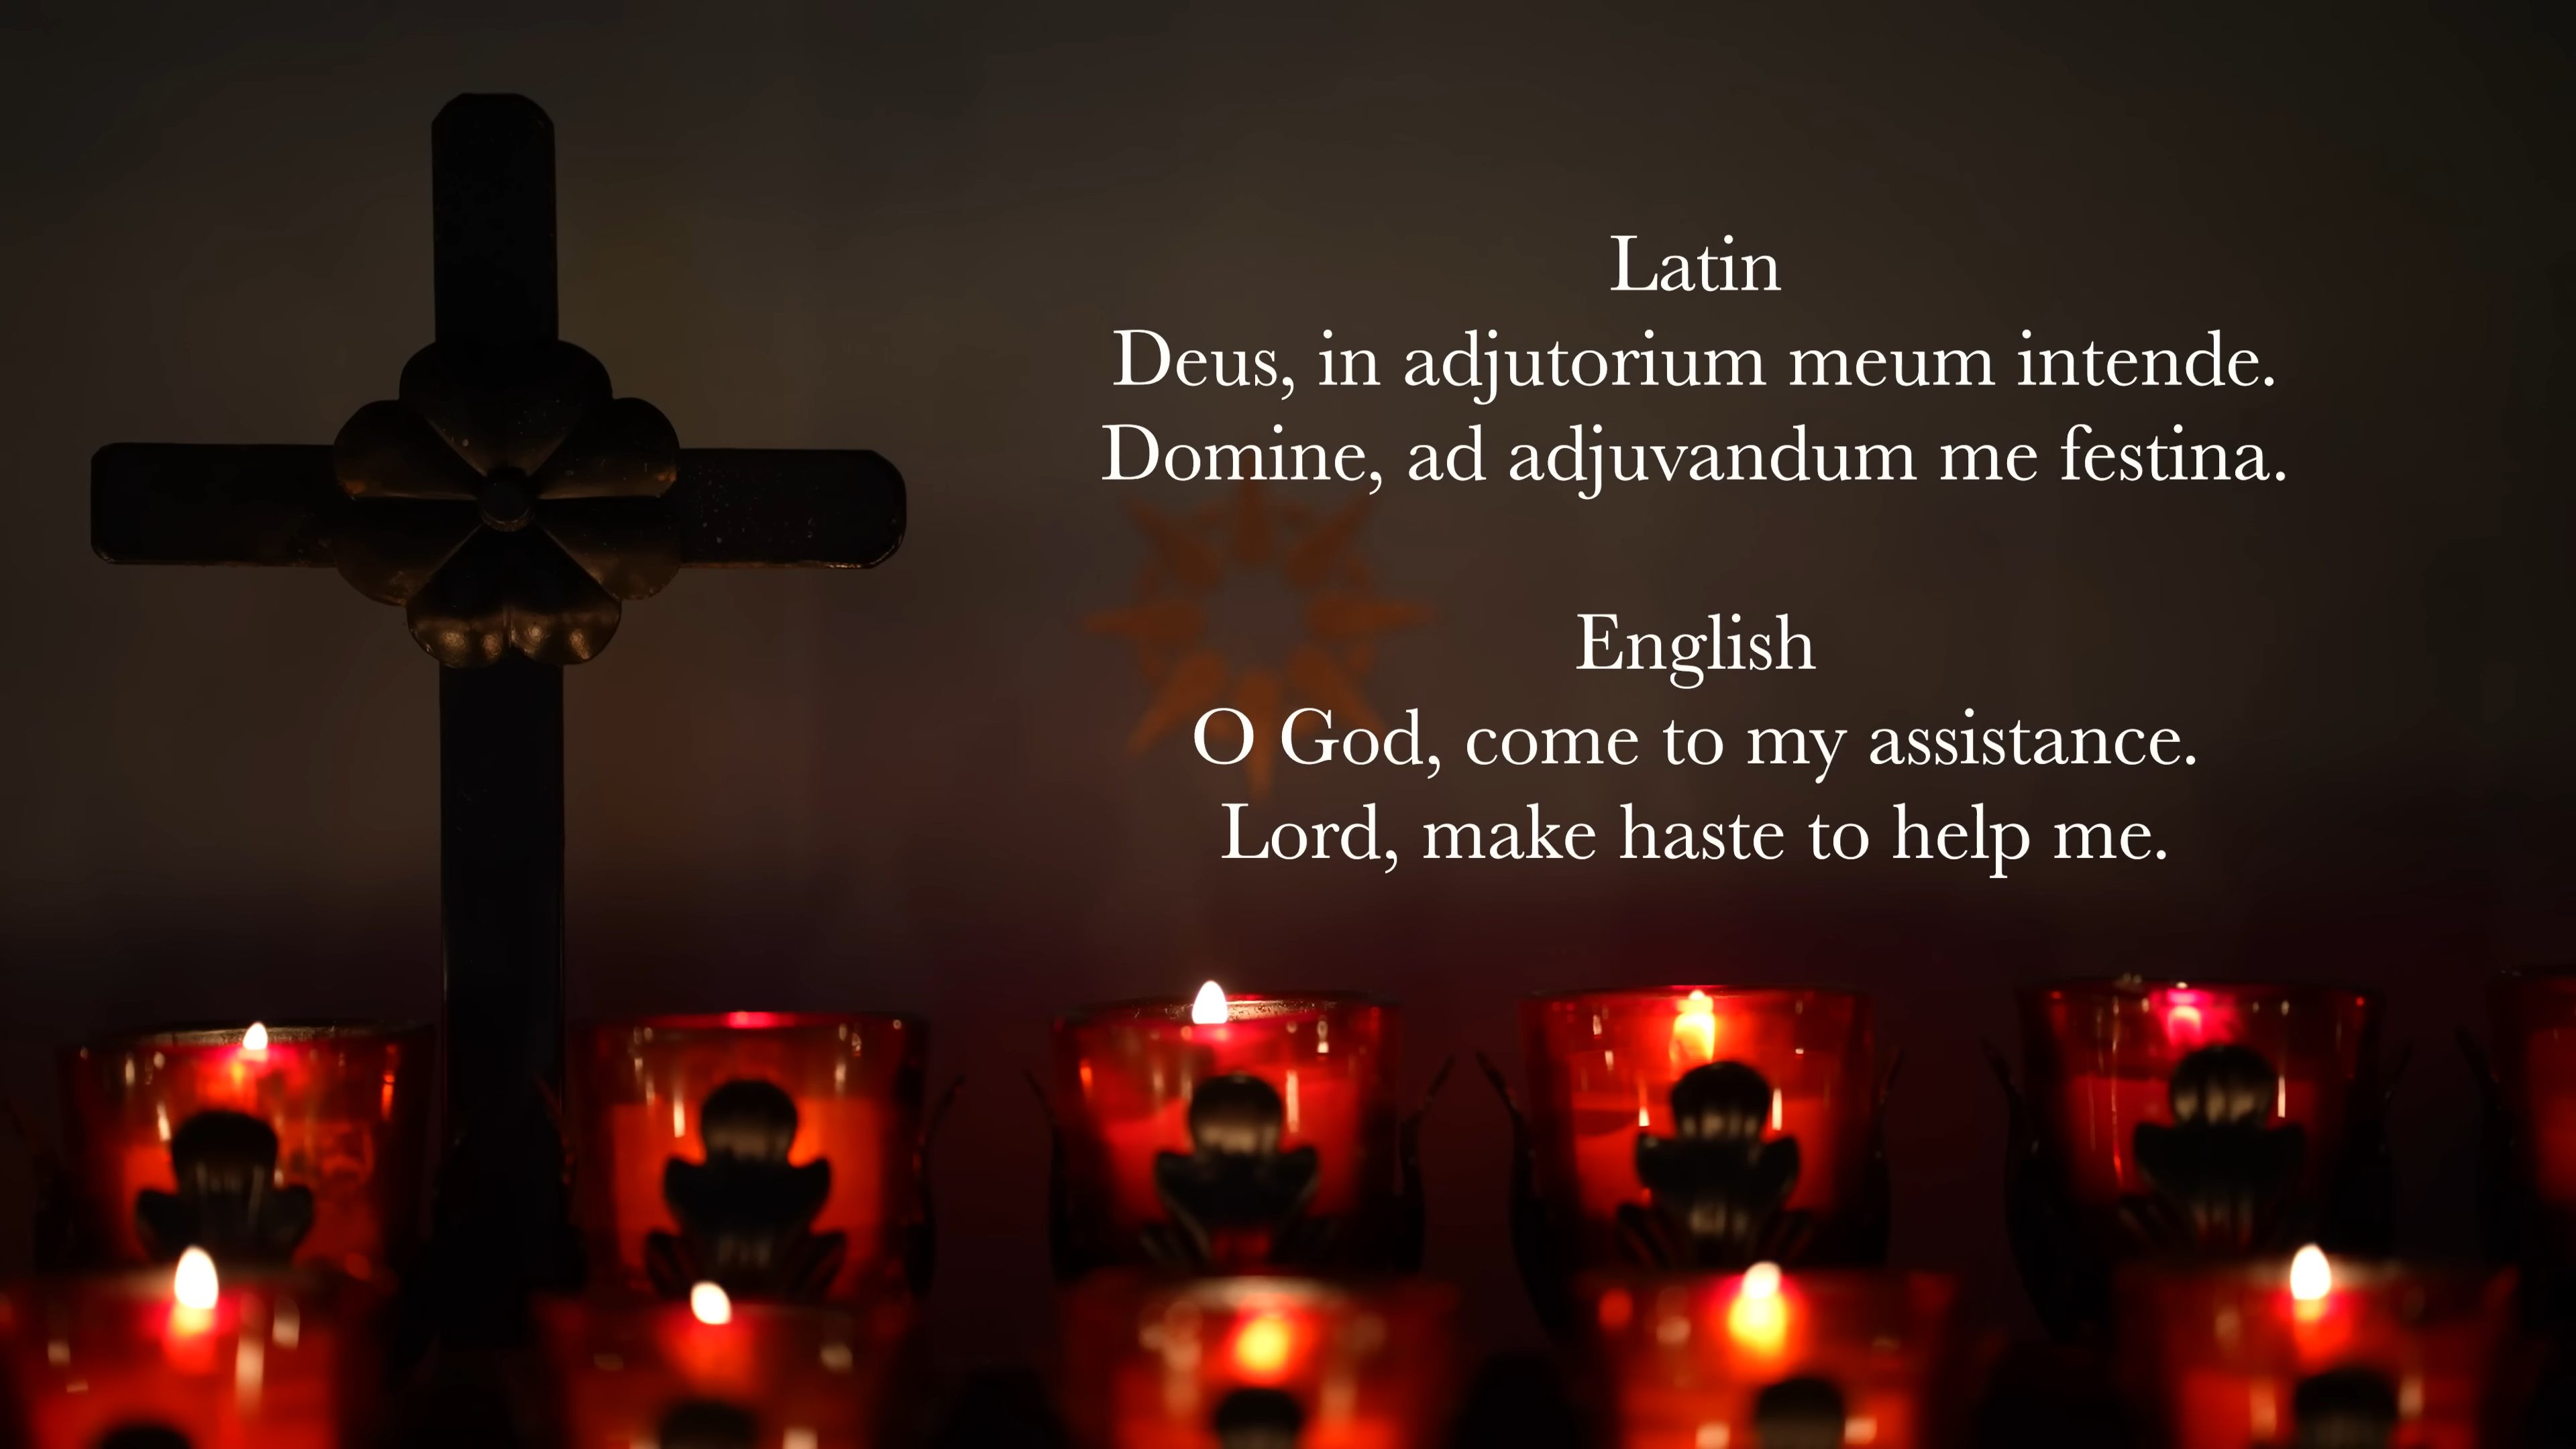 Latin
Deus, in adjutorium meum intende.
Domine, ad adjuvandum me festina.
English
O God, come to my assistance.
Lord, make haste to help me.